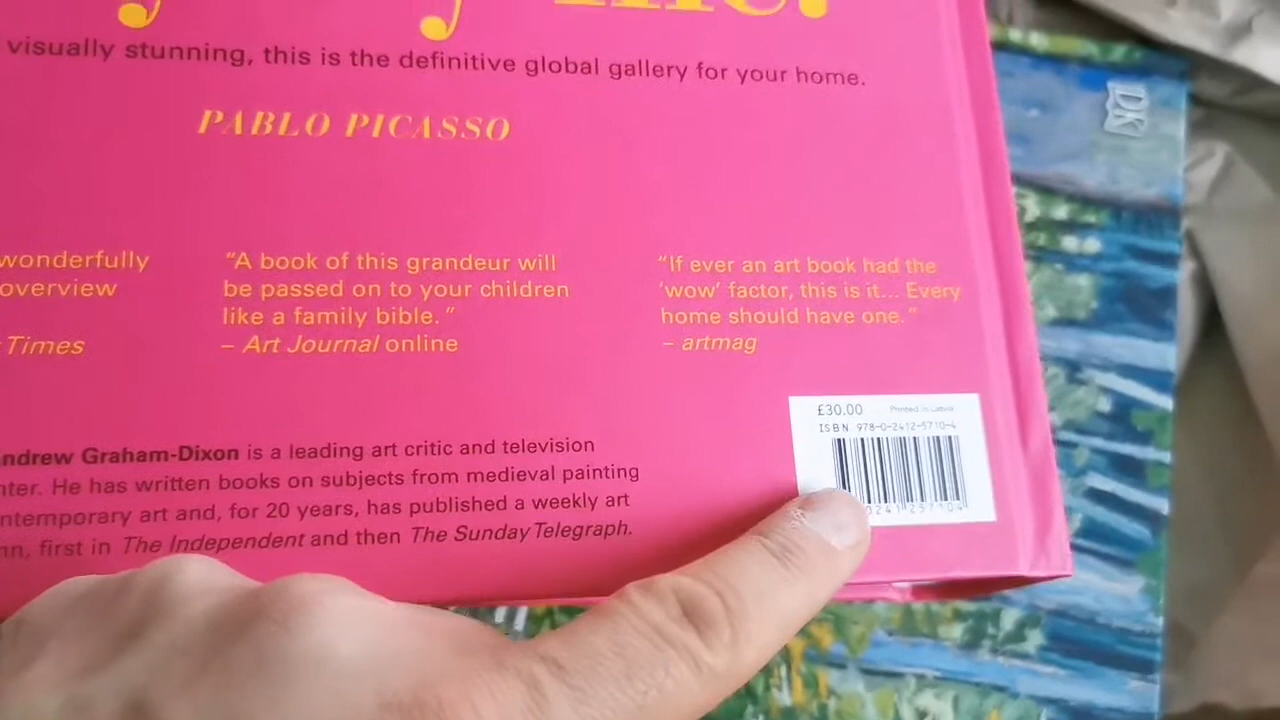 visually stunning, this is the definitive global gallery for your home.
DK
PABLO PICASSO
wonderfully
overview
Times
“A book of this grandeur will
be passed on to your children
like a family bible.”
– Art Journal online
“If ever an art book had the
‘wow’ factor, this is it... Every
home should have one.”
– artmag
£30.00 Printed in Latvia
ISBN 978-0-2412-5710-4
Andrew Graham-Dixon is a leading art critic and television
He has written books on subjects from medieval painting
art and, for 20 years, has published a weekly art
first in The Independent and then The Sunday Telegraph.